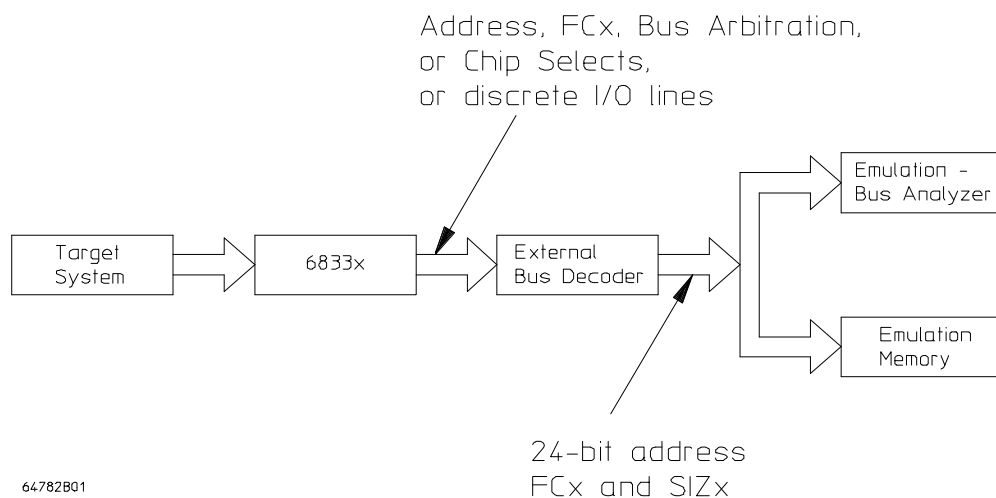 Address, FCx, Bus Arbitration,
or Chip Selects,
or discrete I/O lines
Emulation -
Bus Analyzer
Target
System
6833x
External
Bus Decoder
Emulation
Memory
24-bit address
FCx and SIZx
64782B01